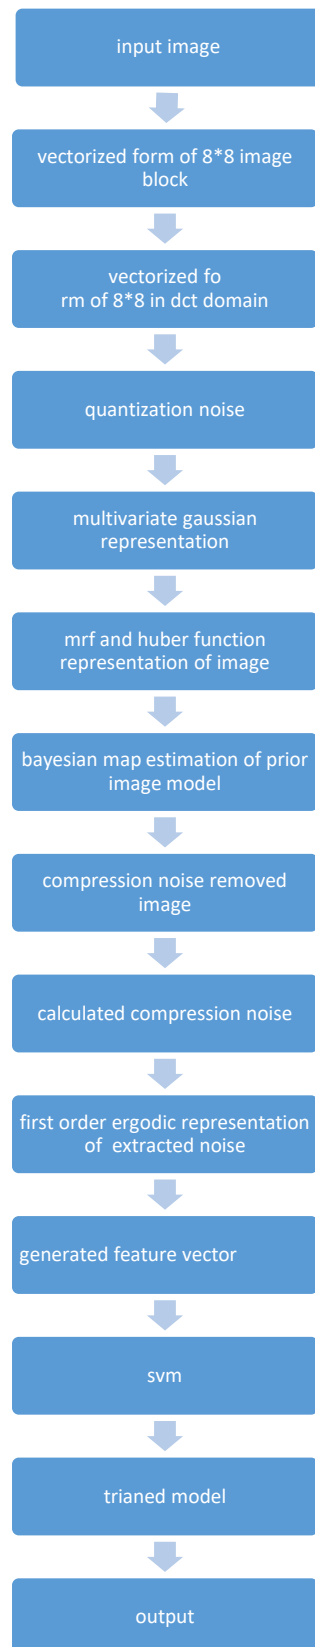 input image
vectorized form of 8*8 image
block
vectorized fo
rm of 8*8 in dct domain
quantization noise
multivariate gaussian
representation
mrf and huber function
representation of image
bayesian map estimation of prior
image model
compression noise removed
image
calculated compression noise
first order ergodic representation
of extracted noise
generated feature vector
svm
trianed model
output